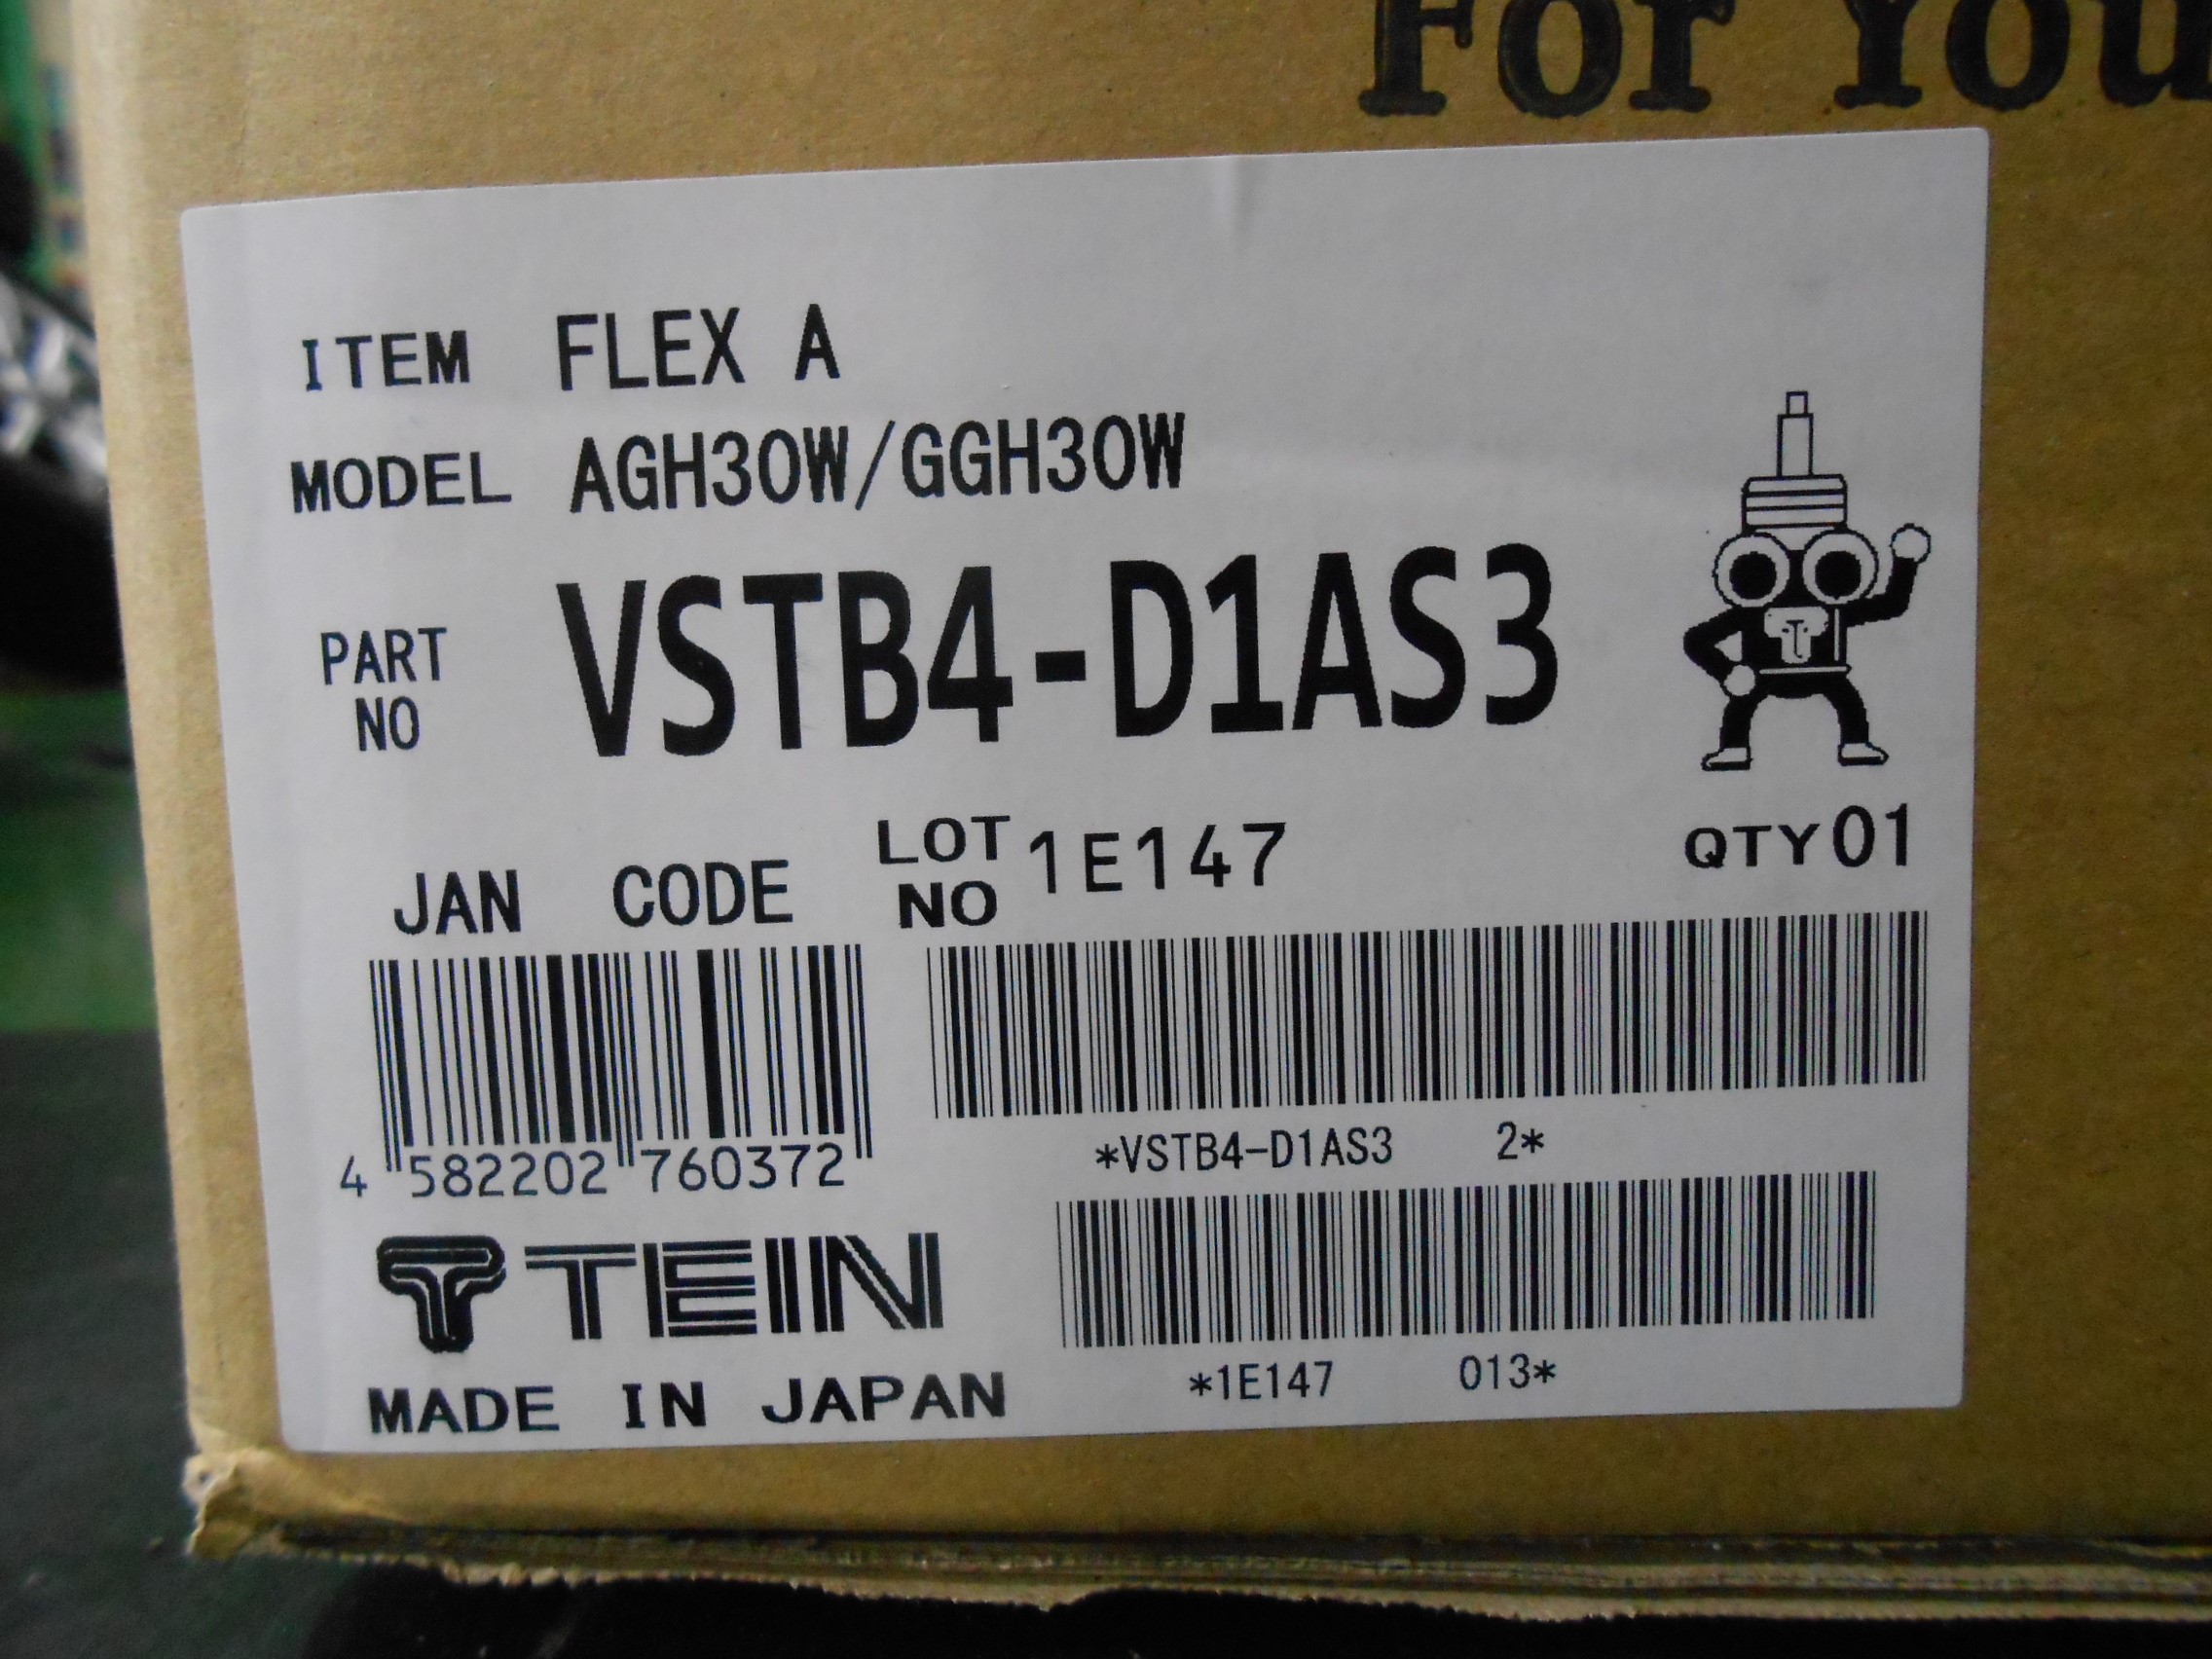 For You
ITEM FLEX A
MODEL AGH30W/GGH30W
PART NO VSTB4-D1AS3
JAN CODE
LOT NO 1E147
QTY 01
4 582202 760372
*VSTB4-D1AS3 2*
TEIN
*1E147 013*
MADE IN JAPAN